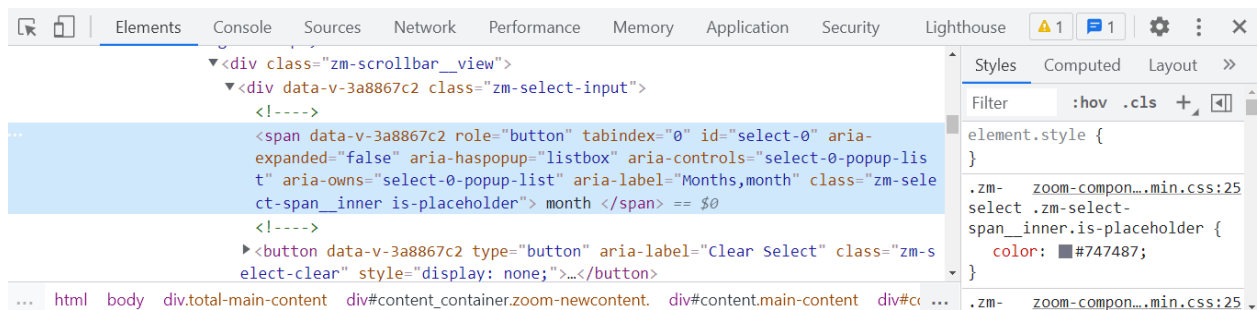 Elements Console Sources Network Performance Memory Application Security Lighthouse 1 1
<div class="zm-scrollbar__view">
<div data-v-3a8867c2 class="zm-select-input">
<!---->
<span data-v-3a8867c2 role="button" tabindex="0" id="select-0" aria-
expanded="false" aria-haspopup="listbox" aria-controls="select-0-popup-lis
t" aria-owns="select-0-popup-list" aria-label="Months,month" class="zm-sele
ct-span__inner is-placeholder"> month </span> == $0
<!---->
<button data-v-3a8867c2 type="button" aria-label="Clear Select" class="zm-s
elect-clear" style="display: none;">…</button>
... html body div.total-main-content div#content_container.zoom-newcontent. div#content.main-content div#cc ...
Styles Computed Layout
Filter :hov .cls
element.style {
}
.zm- zoom-compon….min.css:25
select .zm-select-
span__inner.is-placeholder {
color: #747487;
}
.zm- zoom-compon….min.css:25